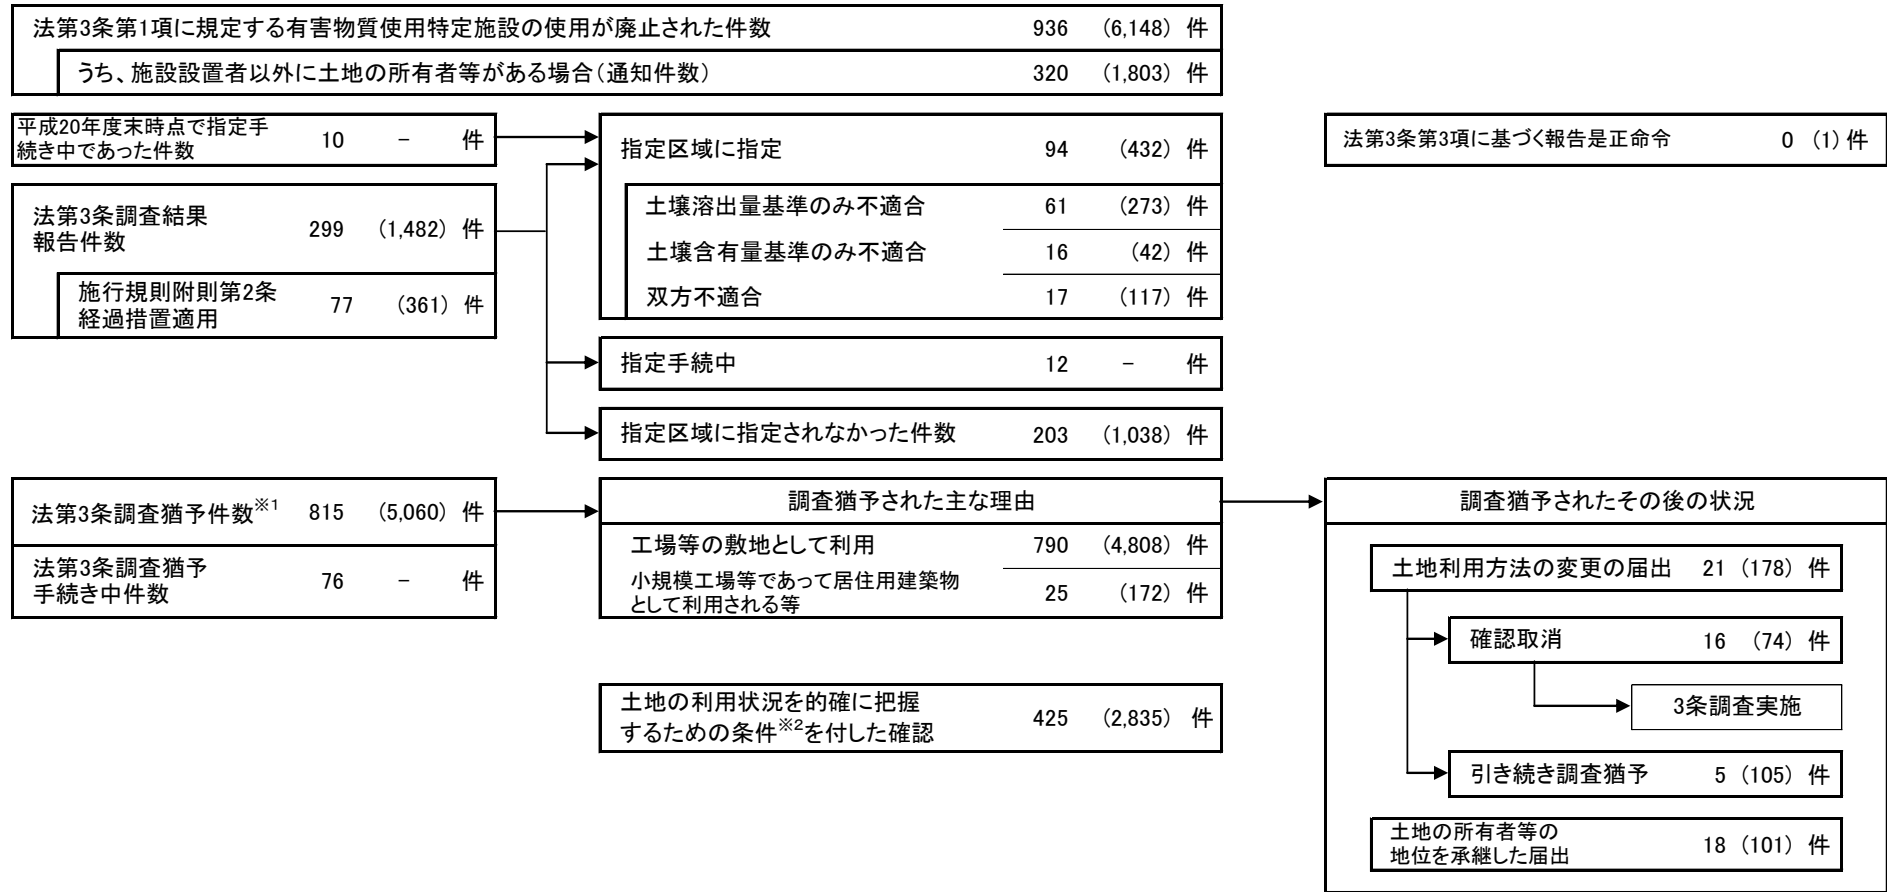 法第3条第1項に規定する有害物質使用特定施設の使用が廃止された件数 936 (6,148) 件
うち、施設設置者以外に土地の所有者等がある場合(通知件数) 320 (1,803) 件
平成20年度末時点で指定手
続き中であった件数 10 - 件
法第3条調査結果
報告件数 299 (1,482) 件
施行規則附則第2条
経過措置適用 77 (361) 件
指定区域に指定 94 (432) 件
土壌溶出量基準のみ不適合 61 (273) 件
土壌含有量基準のみ不適合 16 (42) 件
双方不適合 17 (117) 件
指定手続中 12 - 件
指定区域に指定されなかった件数 203 (1,038) 件
法第3条第3項に基づく報告是正命令 0 (1) 件
法第3条調査猶予件数※1 815 (5,060) 件
法第3条調査猶予
手続き中件数 76 - 件
調査猶予された主な理由
工場等の敷地として利用 790 (4,808) 件
小規模工場等であって居住用建築物
として利用される等 25 (172) 件
土地の利用状況を的確に把握
するための条件※2を付した確認 425 (2,835) 件
調査猶予されたその後の状況
土地利用方法の変更の届出 21 (178) 件
確認取消 16 (74) 件
3条調査実施
引き続き調査猶予 5 (105) 件
土地の所有者等の
地位を承継した届出 18 (101) 件